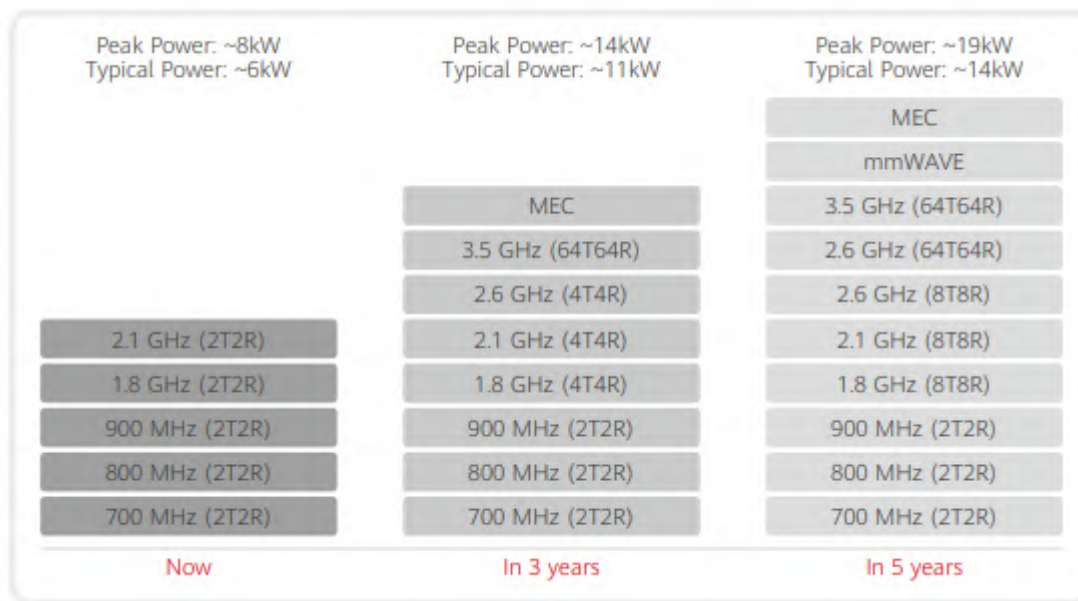 Peak Power: ~8kW
Typical Power: ~6kW
2.1 GHz (2T2R)
1.8 GHz (2T2R)
900 MHz (2T2R)
800 MHz (2T2R)
700 MHz (2T2R)
Now
Peak Power: ~14kW
Typical Power: ~11kW
MEC
3.5 GHz (64T64R)
2.6 GHz (4T4R)
2.1 GHz (4T4R)
1.8 GHz (4T4R)
900 MHz (2T2R)
800 MHz (2T2R)
700 MHz (2T2R)
In 3 years
Peak Power: ~19kW
Typical Power: ~14kW
MEC
mmWAVE
3.5 GHz (64T64R)
2.6 GHz (64T64R)
2.6 GHz (8T8R)
2.1 GHz (8T8R)
1.8 GHz (8T8R)
900 MHz (2T2R)
800 MHz (2T2R)
700 MHz (2T2R)
In 5 years